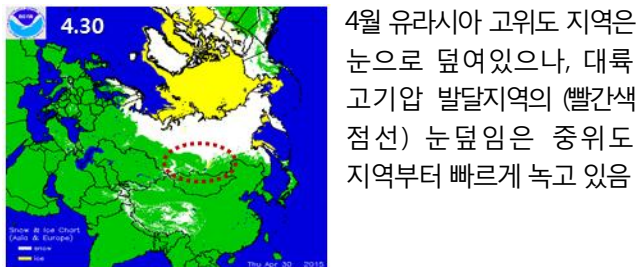 4.30
4월 유라시아 고위도 지역은
눈으로 덮여있으나, 대륙
고기압 발달지역의 (빨간색
점선) 눈덮임은 중위도
지역부터 빠르게 녹고 있음
Snow & Ice Chart
(Asia & Europe)
snow
ice
Thu Apr 30 2015